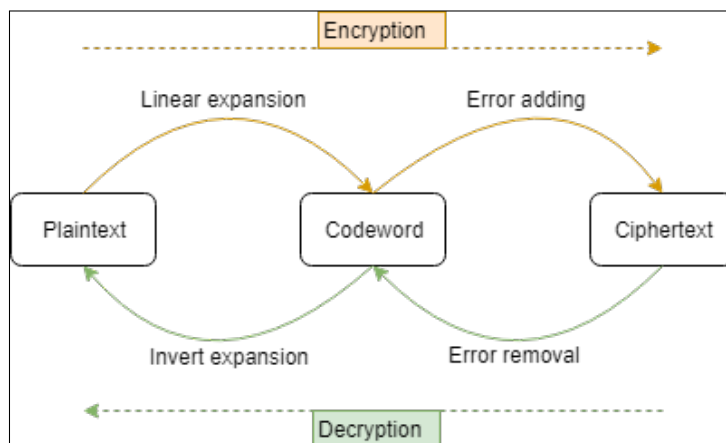 Encryption
Linear expansion
Error adding
Plaintext
Codeword
Ciphertext
Invert expansion
Error removal
Decryption